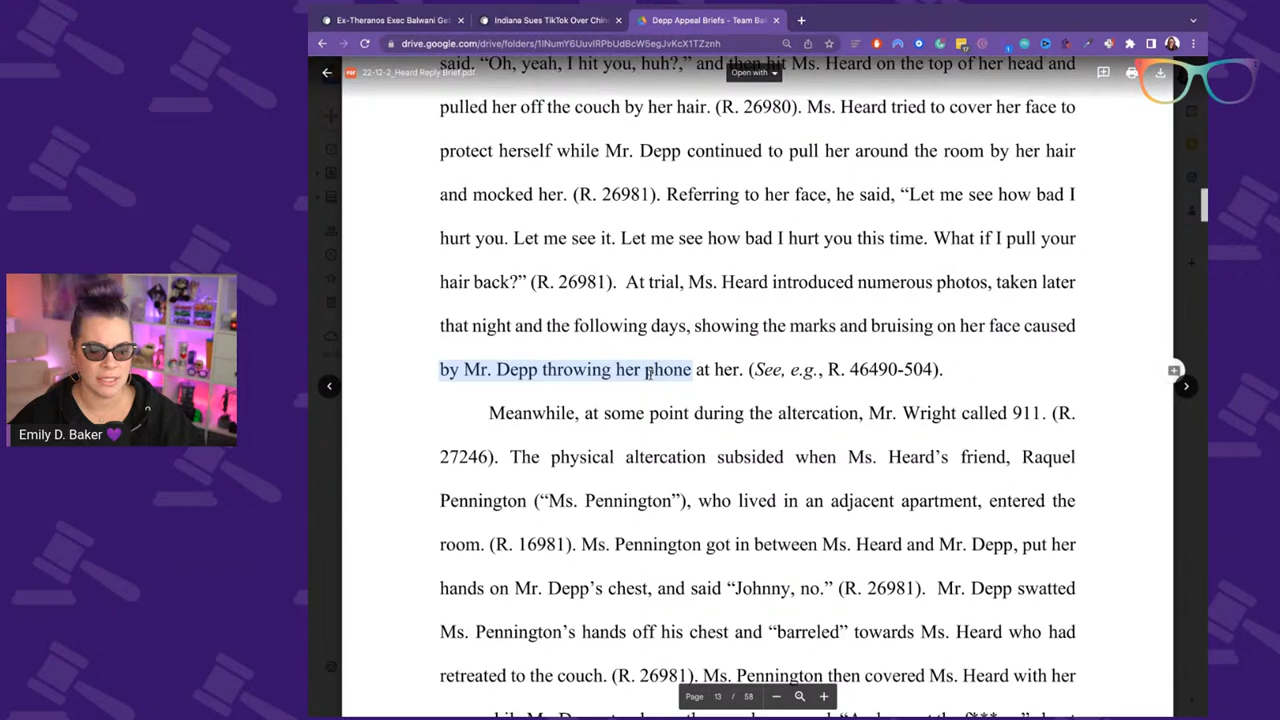 Ex-Theranos Exec Balwani Get
Indiana Sues TikTok Over Chin
Depp Appeal Briefs - Team Ba
drive.google.com/drive/folders/1INumY6UuvIRPbUdBcW5egJvKcX1TZznh
22-12-2_Heard Reply Brief.pdf
Open with
said. “Oh, yeah, I hit you, huh?,” and then hit Ms. Heard on the top of her head and
pulled her off the couch by her hair. (R. 26980). Ms. Heard tried to cover her face to
protect herself while Mr. Depp continued to pull her around the room by her hair
and mocked her. (R. 26981). Referring to her face, he said, “Let me see how bad I
hurt you. Let me see it. Let me see how bad I hurt you this time. What if I pull your
hair back?” (R. 26981). At trial, Ms. Heard introduced numerous photos, taken later
that night and the following days, showing the marks and bruising on her face caused
by Mr. Depp throwing her phone at her. (See, e.g., R. 46490-504).
Meanwhile, at some point during the altercation, Mr. Wright called 911. (R.
27246). The physical altercation subsided when Ms. Heard’s friend, Raquel
Pennington (“Ms. Pennington”), who lived in an adjacent apartment, entered the
room. (R. 16981). Ms. Pennington got in between Ms. Heard and Mr. Depp, put her
hands on Mr. Depp’s chest, and said “Johnny, no.” (R. 26981). Mr. Depp swatted
Ms. Pennington’s hands off his chest and “barreled” towards Ms. Heard who had
retreated to the couch. (R. 26981). Ms. Pennington then covered Ms. Heard with her
Page 13 / 58
Emily D. Baker